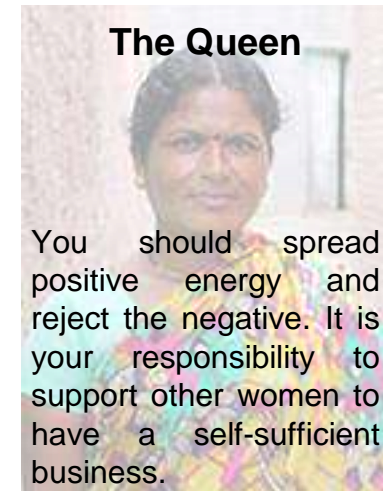 The Queen
You should spread
positive energy and
reject the negative. It is
your responsibility to
support other women to
have a self-sufficient
business.